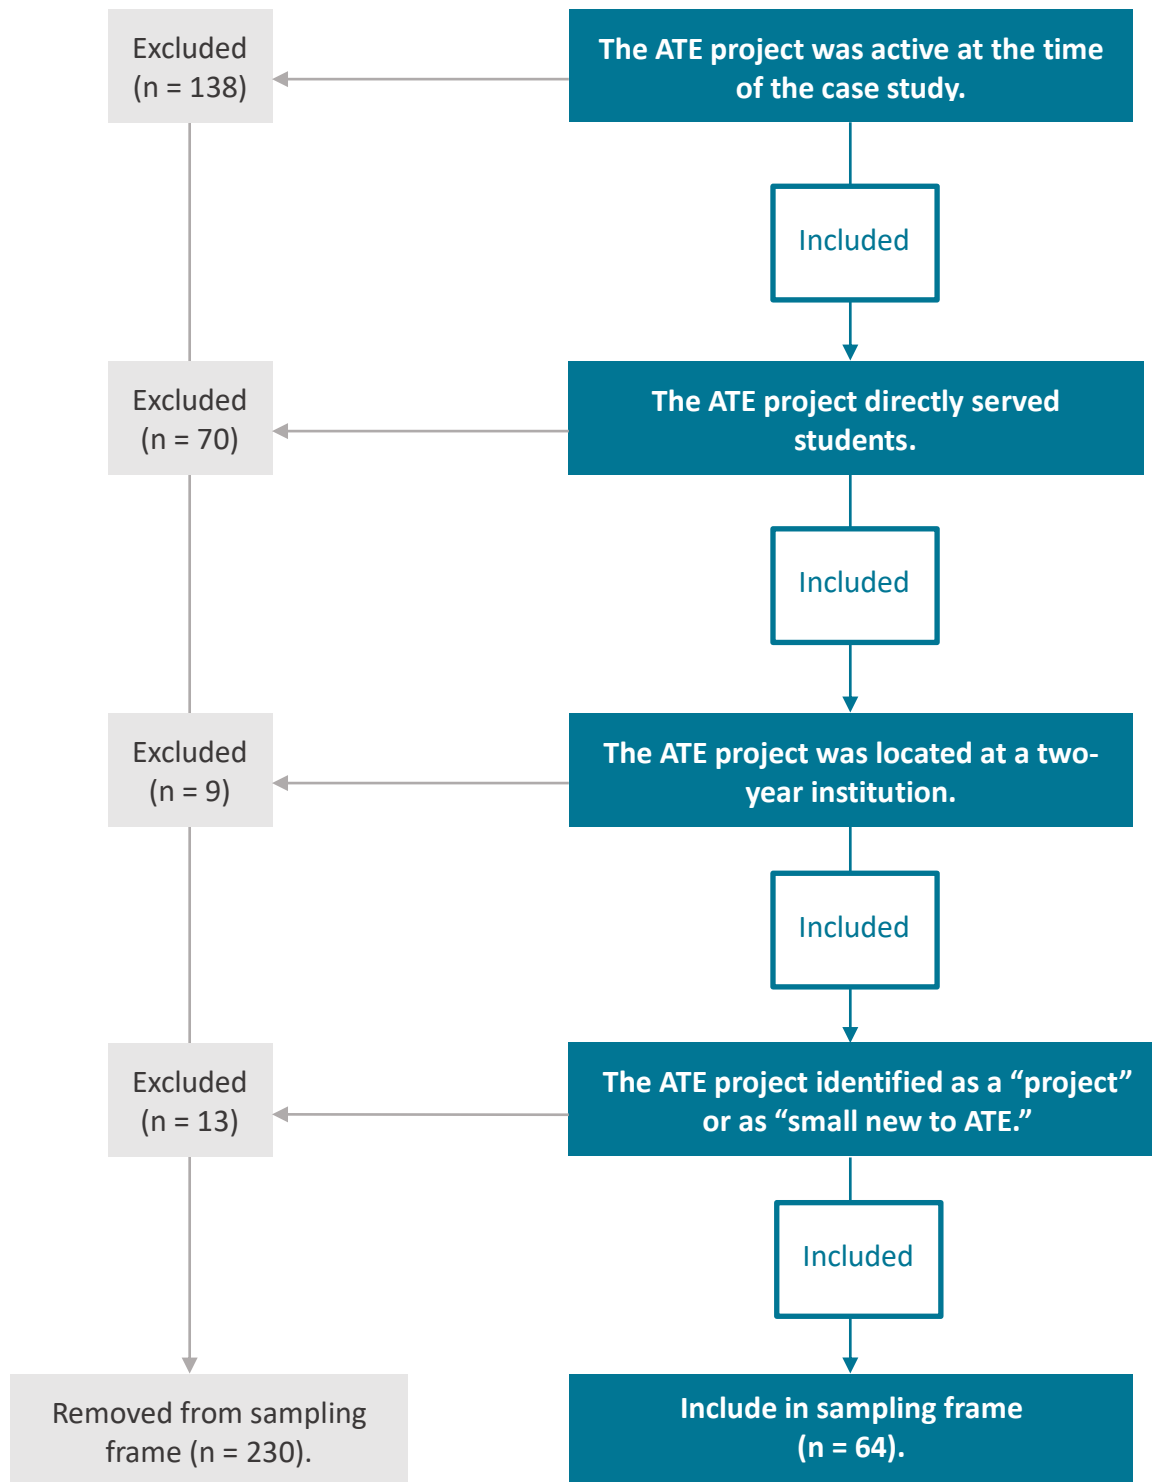 Excluded
(n = 138)
The ATE project was active at the time
of the case study.
Included
Excluded
(n = 70)
The ATE project directly served
students.
Included
Excluded
(n = 9)
The ATE project was located at a two-
year institution.
Included
Excluded
(n = 13)
The ATE project identified as a “project”
or as “small new to ATE.”
Included
Removed from sampling
frame (n = 230).
Include in sampling frame
(n = 64).